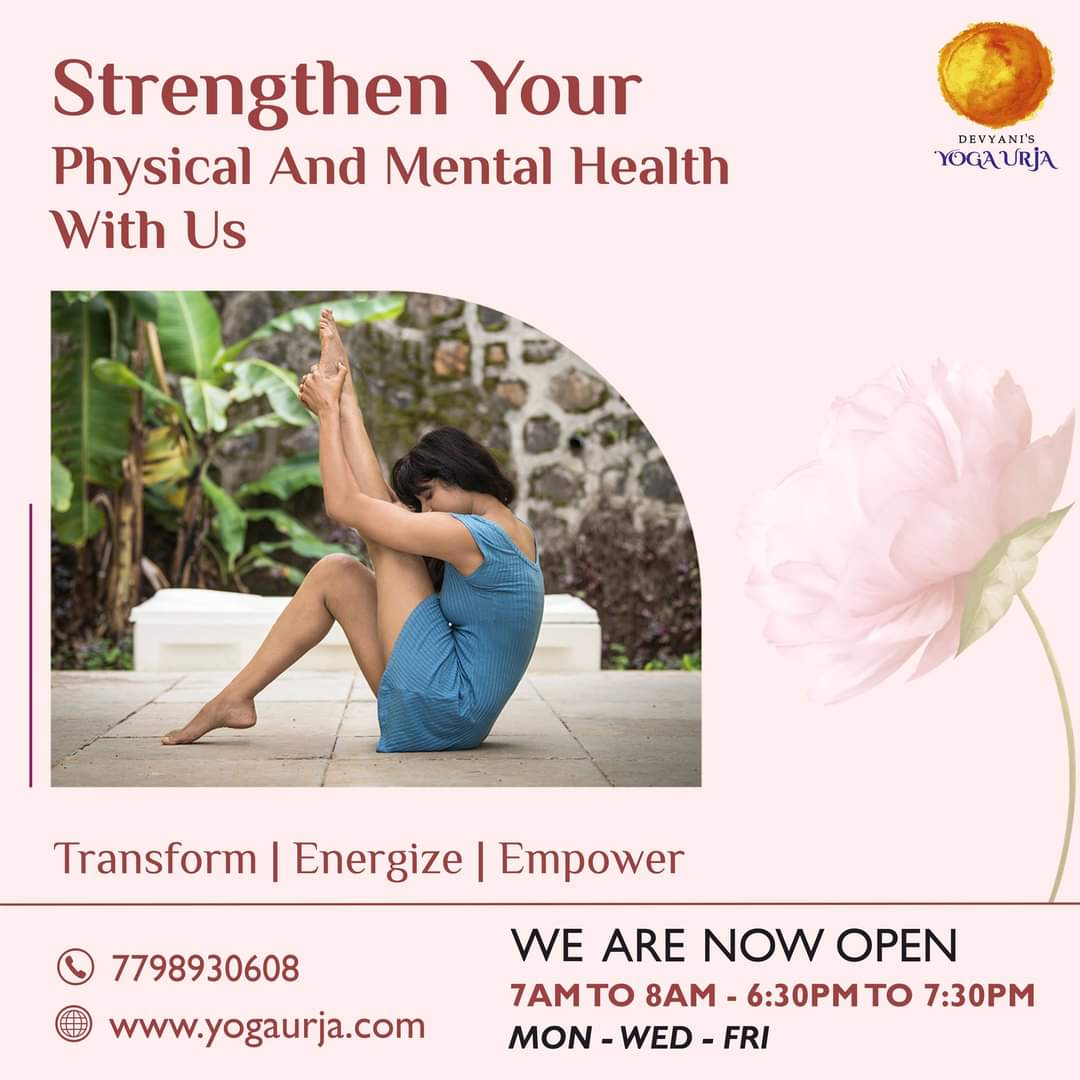 Strengthen Your
Physical And Mental Health
With Us
DEVYANI'S
YOGA URJA
Transform | Energize | Empower
7798930608
www.yogaurja.com
WE ARE NOW OPEN
7AM TO 8AM - 6:30PM TO 7:30PM
MON - WED - FRI